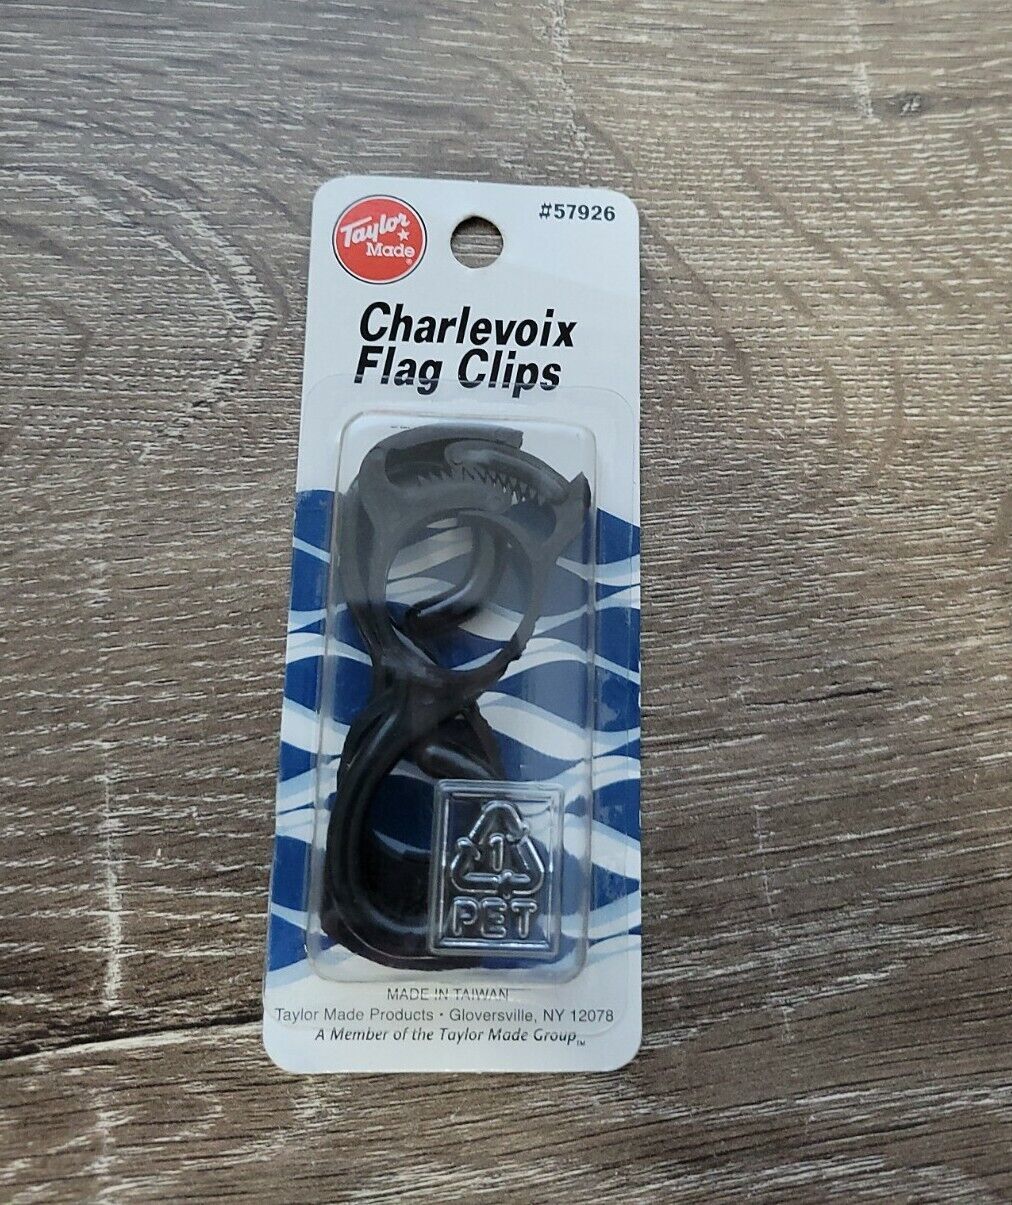 Taylor
Made®
#57926
Charlevoix
Flag Clips
1
PET
MADE IN TAIWAN
Taylor Made Products • Gloversville, NY 12078
A Member of the Taylor Made Group™